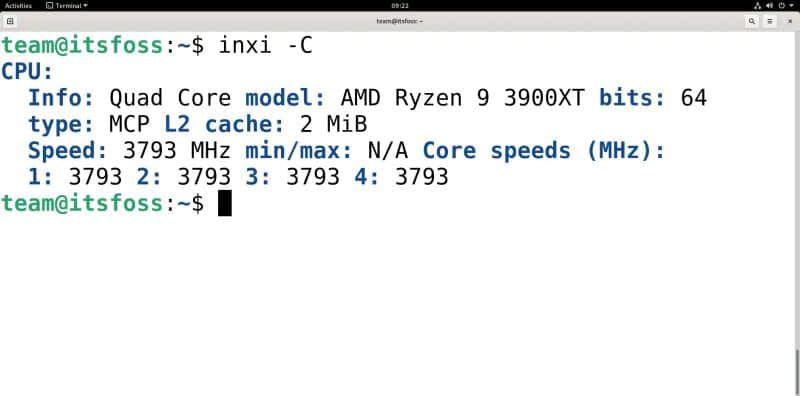 Activities Terminal 09:22
team@itsfoss: ~
team@itsfoss:~$ inxi -C
CPU:
Info: Quad Core model: AMD Ryzen 9 3900XT bits: 64
type: MCP L2 cache: 2 MiB
Speed: 3793 MHz min/max: N/A Core speeds (MHz):
1: 3793 2: 3793 3: 3793 4: 3793
team@itsfoss:~$